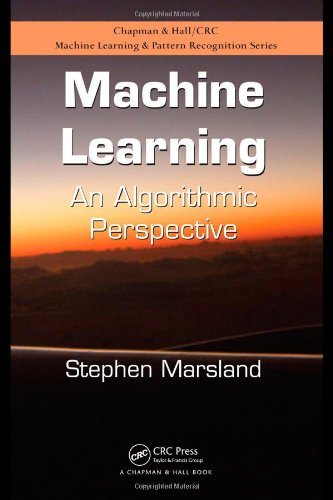 Chapman & Hall/CRC
Machine Learning & Pattern Recognition Series
Machine
Learning
An Algorithmic
Perspective
Stephen Marsland
CRC
CRC Press
Taylor & Francis Group
A CHAPMAN & HALL BOOK